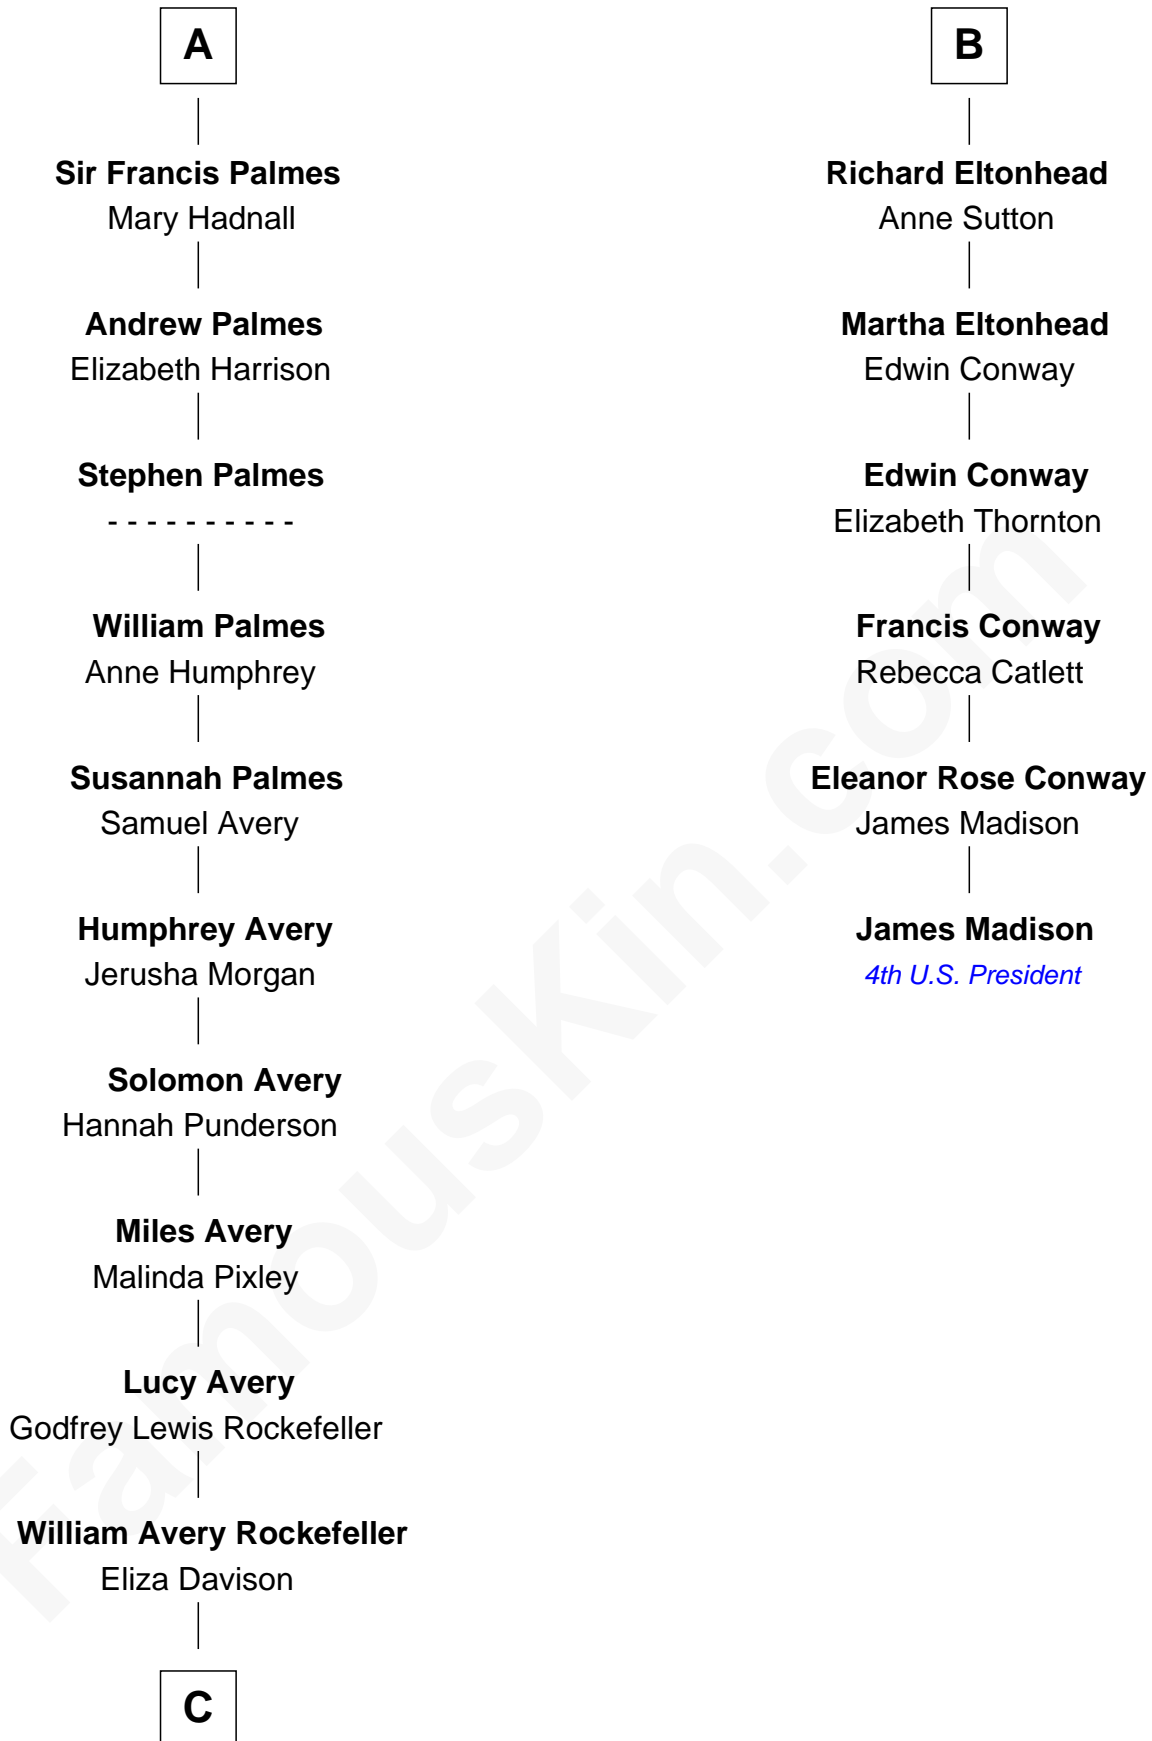 A
Sir Francis Palmes
Mary Hadnall
Andrew Palmes
Elizabeth Harrison
Stephen Palmes
- - - - - - - - - -
William Palmes
Anne Humphrey
Susannah Palmes
Samuel Avery
Humphrey Avery
Jerusha Morgan
Solomon Avery
Hannah Punderson
Miles Avery
Malinda Pixley
Lucy Avery
Godfrey Lewis Rockefeller
William Avery Rockefeller
Eliza Davison
C
B
Richard Eltonhead
Anne Sutton
Martha Eltonhead
Edwin Conway
Edwin Conway
Elizabeth Thornton
Francis Conway
Rebecca Catlett
Eleanor Rose Conway
James Madison
James Madison
4th U.S. President
FamousKin.com